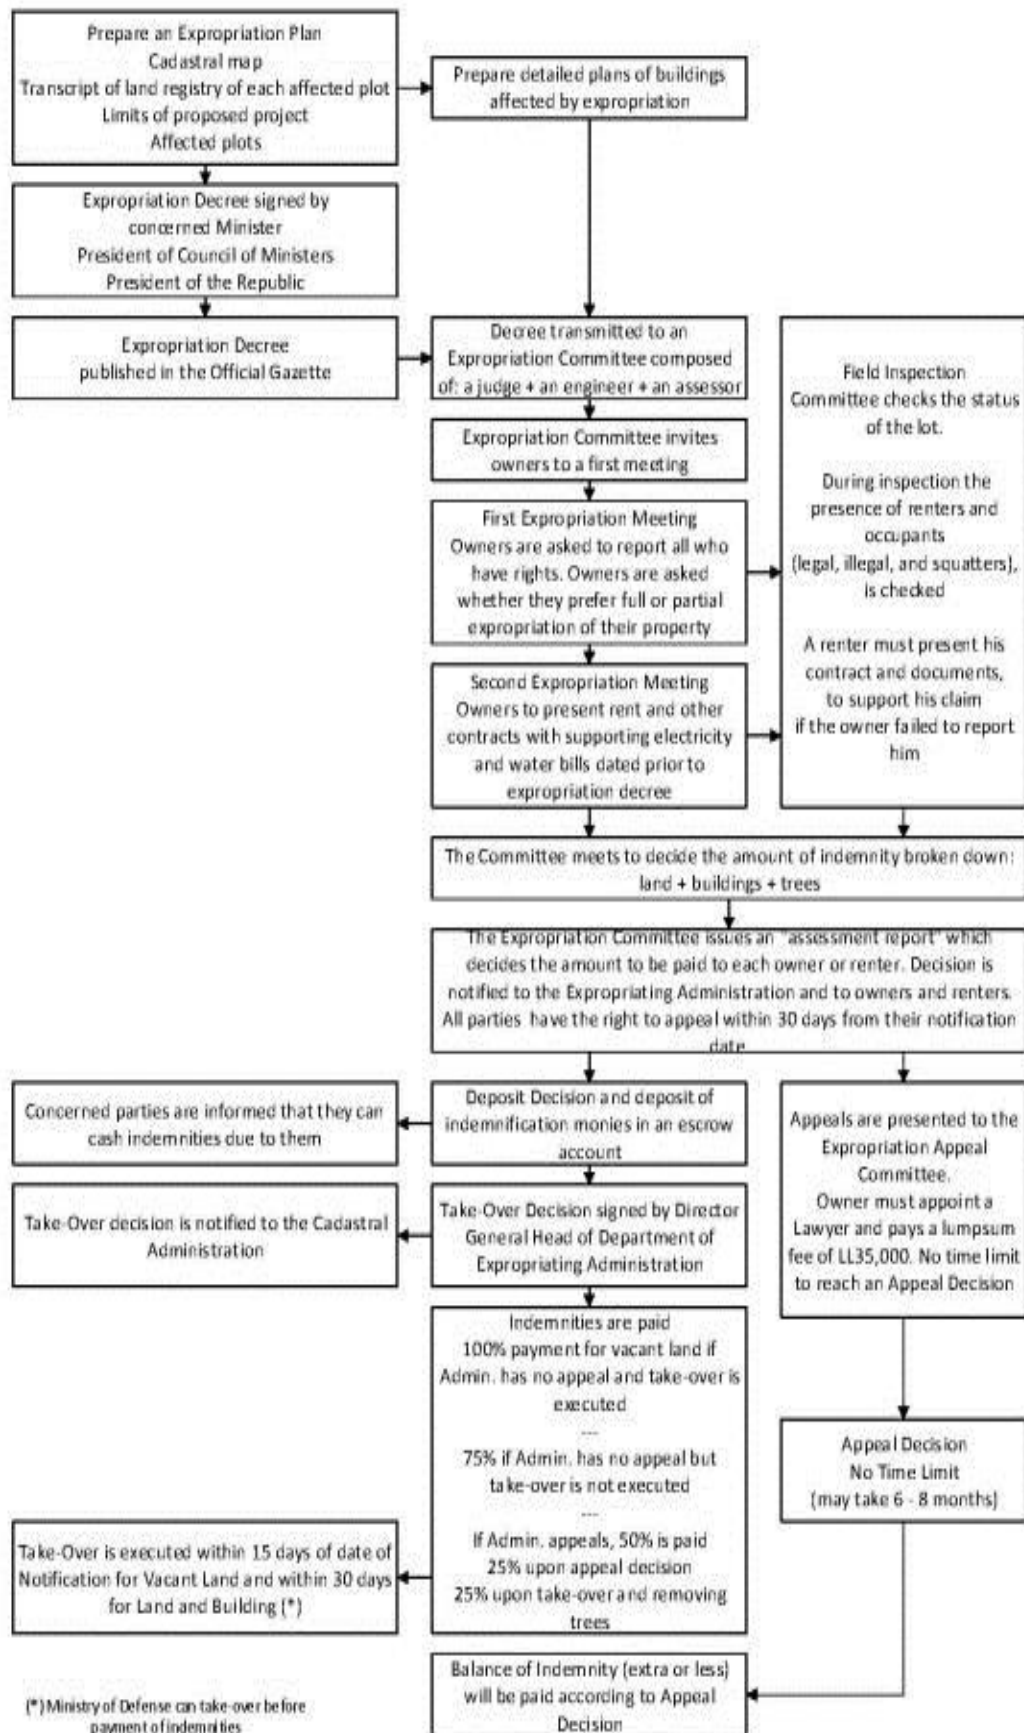 Prepare an Expropriation Plan
Cadastral map
Transcript of land registry of each affected plot
Limits of proposed project
Affected plots
Prepare detailed plans of buildings
affected by expropriation
Expropriation Decree signed by
concerned Minister
President of Council of Ministers
President of the Republic
Expropriation Decree
published in the Official Gazette
Decree transmitted to an
Expropriation Committee composed
of: a judge + an engineer + an assessor
Expropriation Committee invites
owners to a first meeting
First Expropriation Meeting
Owners are asked to report all who
have rights. Owners are asked
whether they prefer full or partial
expropriation of their property
Second Expropriation Meeting
Owners to present rent and other
contracts with supporting electricity
and water bills dated prior to
expropriation decree
Field Inspection
Committee checks the status
of the lot.
During inspection the
presence of renters and
occupants
(legal, illegal, and squatters),
is checked
A renter must present his
contract and documents,
to support his claim
if the owner failed to report
him
The Committee meets to decide the amount of indemnity broken down:
land + buildings + trees
The Expropriation Committee issues an "assessment report" which
decides the amount to be paid to each owner or renter. Decision is
notified to the Expropriating Administration and to owners and renters.
All parties have the right to appeal within 30 days from their notification
date
Deposit Decision and deposit of
indemnification monies in an escrow
account
Concerned parties are informed that they can
cash indemnities due to them
Take-Over Decision signed by Director
General Head of Department of
Expropriating Administration
Take-Over decision is notified to the Cadastral
Administration
Appeals are presented to the
Expropriation Appeal
Committee.
Owner must appoint a
Lawyer and pays a lumpsum
fee of LL35,000. No time limit
to reach an Appeal Decision
Indemnities are paid
100% payment for vacant land if
Admin. has no appeal and take-over is
executed
---
75% if Admin. has no appeal but
take-over is not executed
---
If Admin. appeals, 50% is paid
25% upon appeal decision
25% upon take-over and removing
trees
Appeal Decision
No Time Limit
(may take 6 - 8 months)
Take-Over is executed within 15 days of date of
Notification for Vacant Land and within 30 days
for Land and Building (*)
Balance of Indemnity (extra or less)
will be paid according to Appeal
Decision
(*) Ministry of Defense can take-over before
payment of indemnities